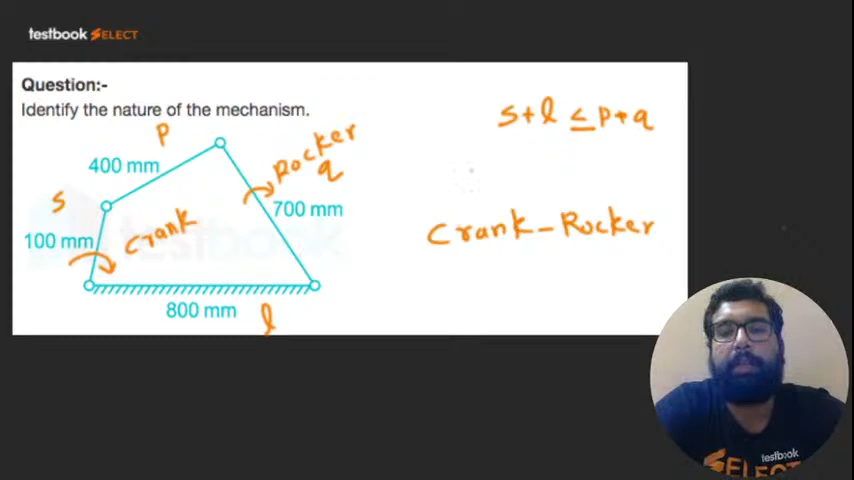 testbook SELECT
Question:-
Identify the nature of the mechanism.
s+l ≤ p+q
p
Rocker
400 mm
q
s
700 mm
Crank
100 mm
Crank-Rocker
800 mm
l
testbook
SELECT